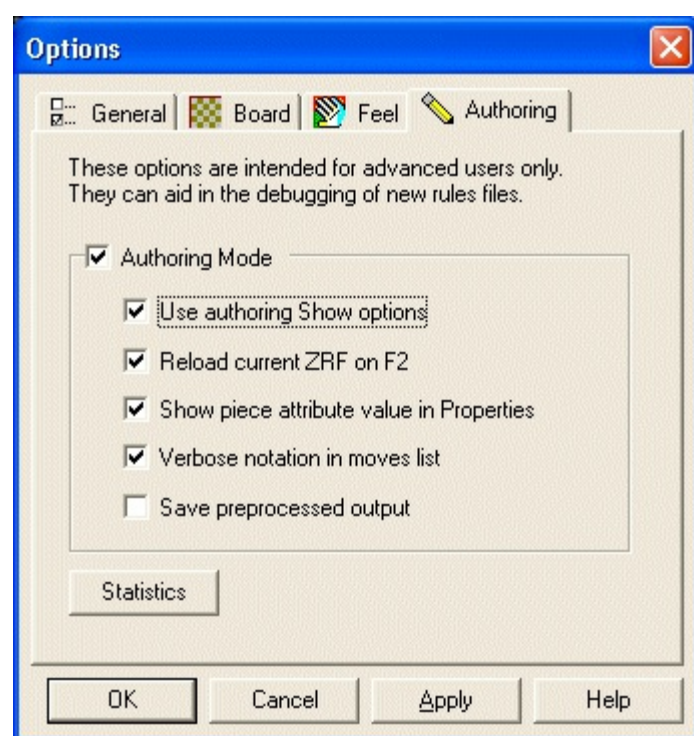 Options
General Board Feel Authoring
These options are intended for advanced users only.
They can aid in the debugging of new rules files.
Authoring Mode
Use authoring Show options
Reload current ZRF on F2
Show piece attribute value in Properties
Verbose notation in moves list
Save preprocessed output
Statistics
OK Cancel Apply Help